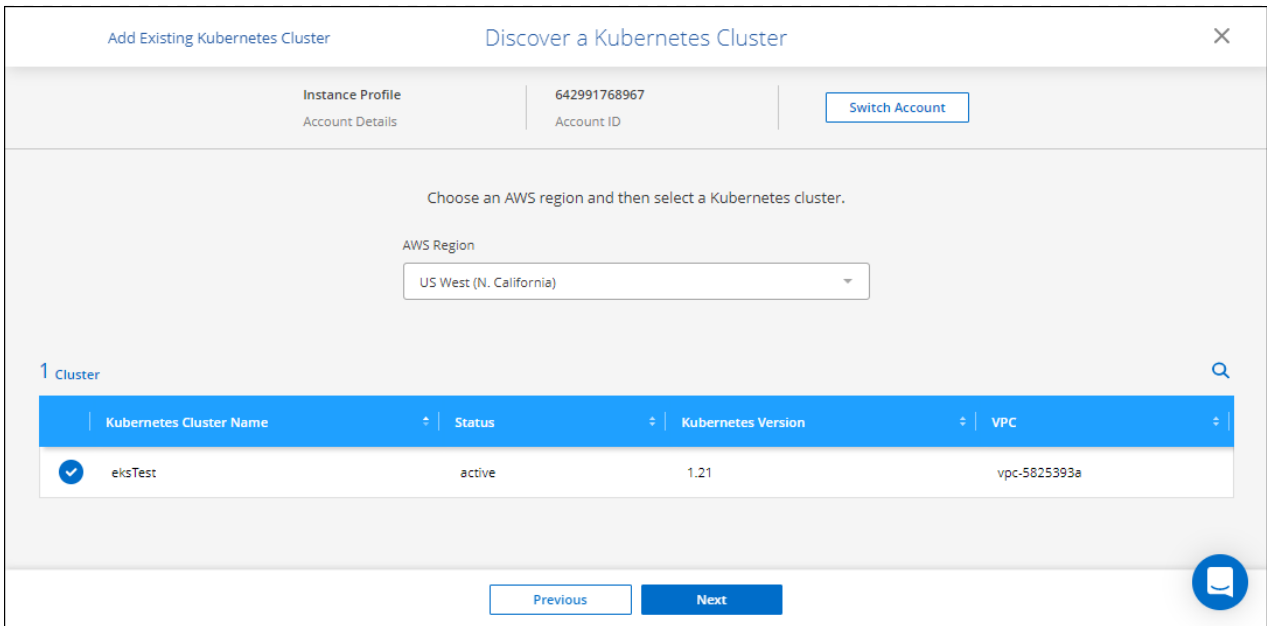 Add Existing Kubernetes Cluster
Discover a Kubernetes Cluster
Instance Profile
Account Details
642991768967
Account ID
Switch Account
Choose an AWS region and then select a Kubernetes cluster.
AWS Region
US West (N. California)
1 Cluster
Kubernetes Cluster Name Status Kubernetes Version VPC
eksTest active 1.21 vpc-5825393a
Previous Next